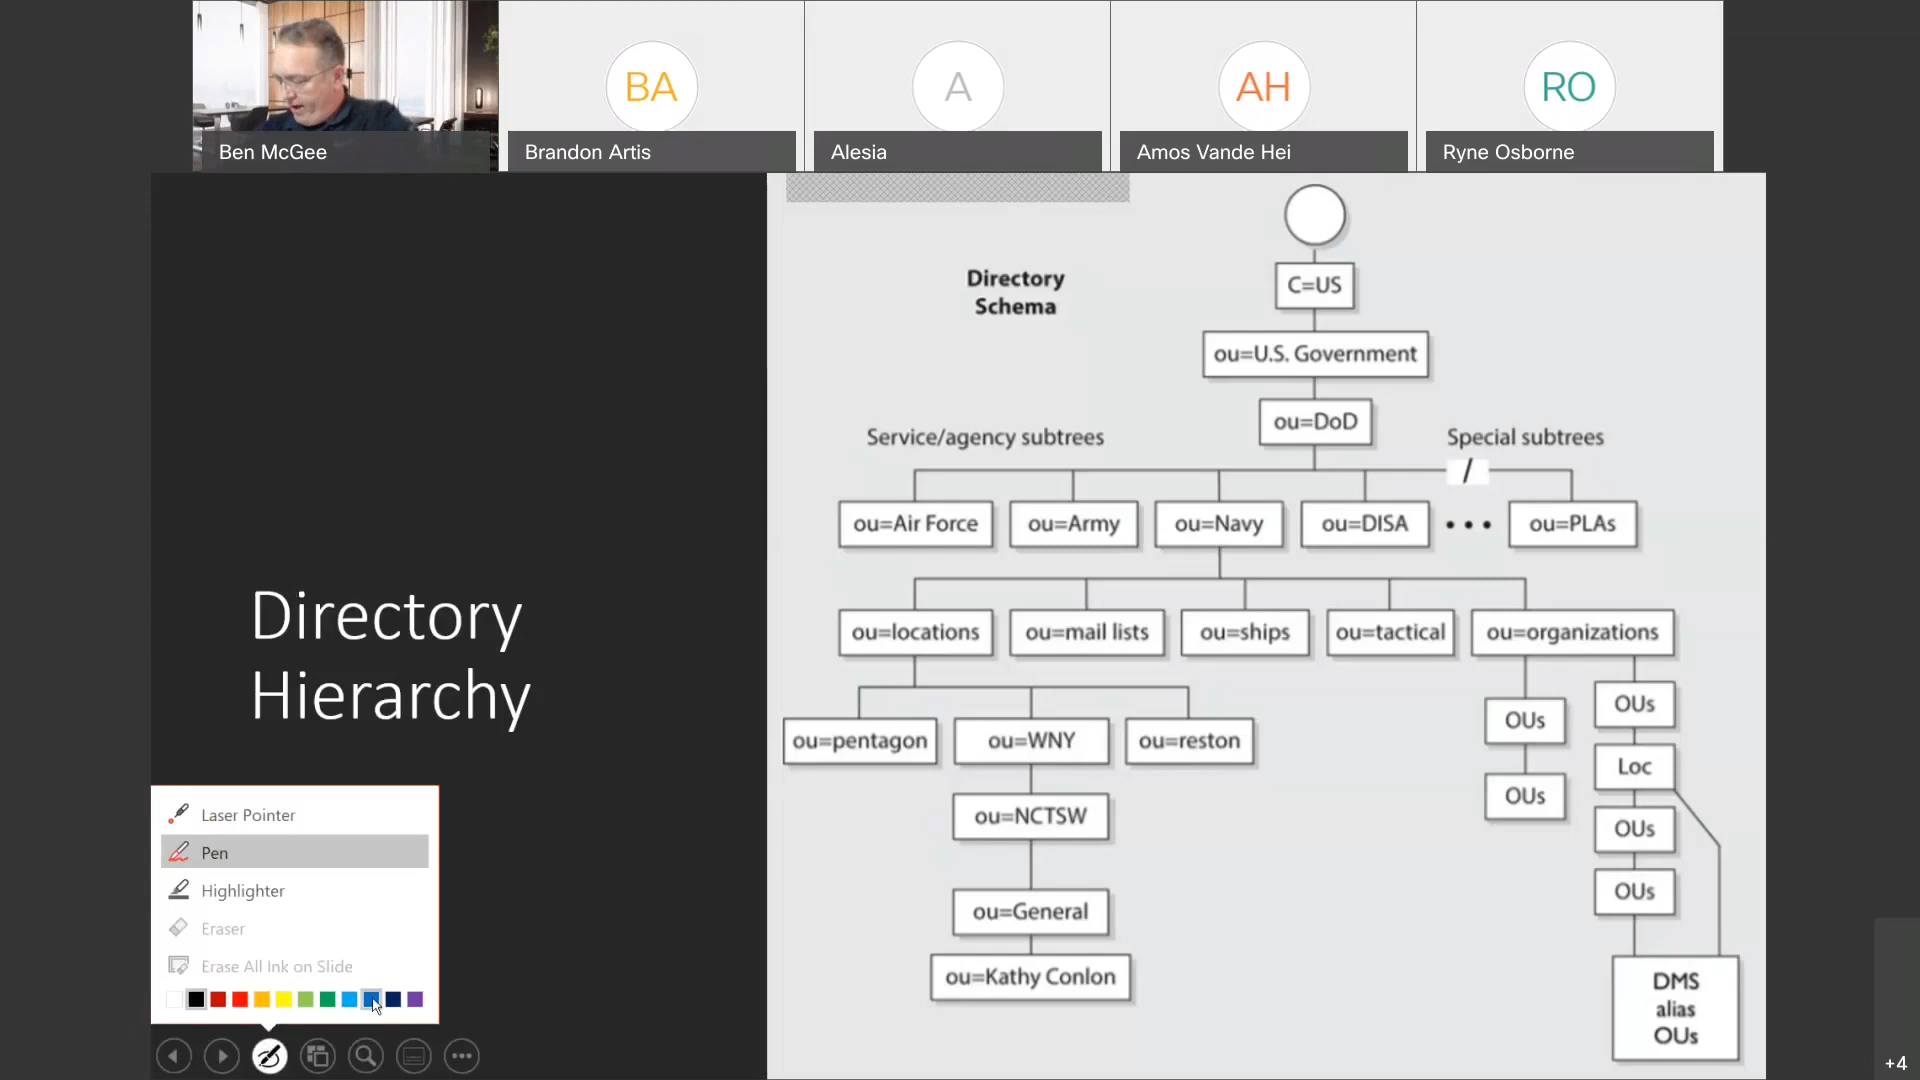 BA
A
AH
RO
Ben McGee
Brandon Artis
Alesia
Amos Vande Hei
Ryne Osborne
Directory
Schema
C=US
ou=U.S. Government
ou=DoD
Service/agency subtrees
Special subtrees
/
ou=Air Force
ou=Army
ou=Navy
ou=DISA
•••
ou=PLAs
ou=locations
ou=mail lists
ou=ships
ou=tactical
ou=organizations
ou=pentagon
ou=WNY
ou=reston
OUs
OUs
Loc
OUs
ou=NCTSW
OUs
OUs
ou=General
ou=Kathy Conlon
DMS
alias
OUs
Directory
Hierarchy
Laser Pointer
Pen
Highlighter
Eraser
Erase All Ink on Slide
+4